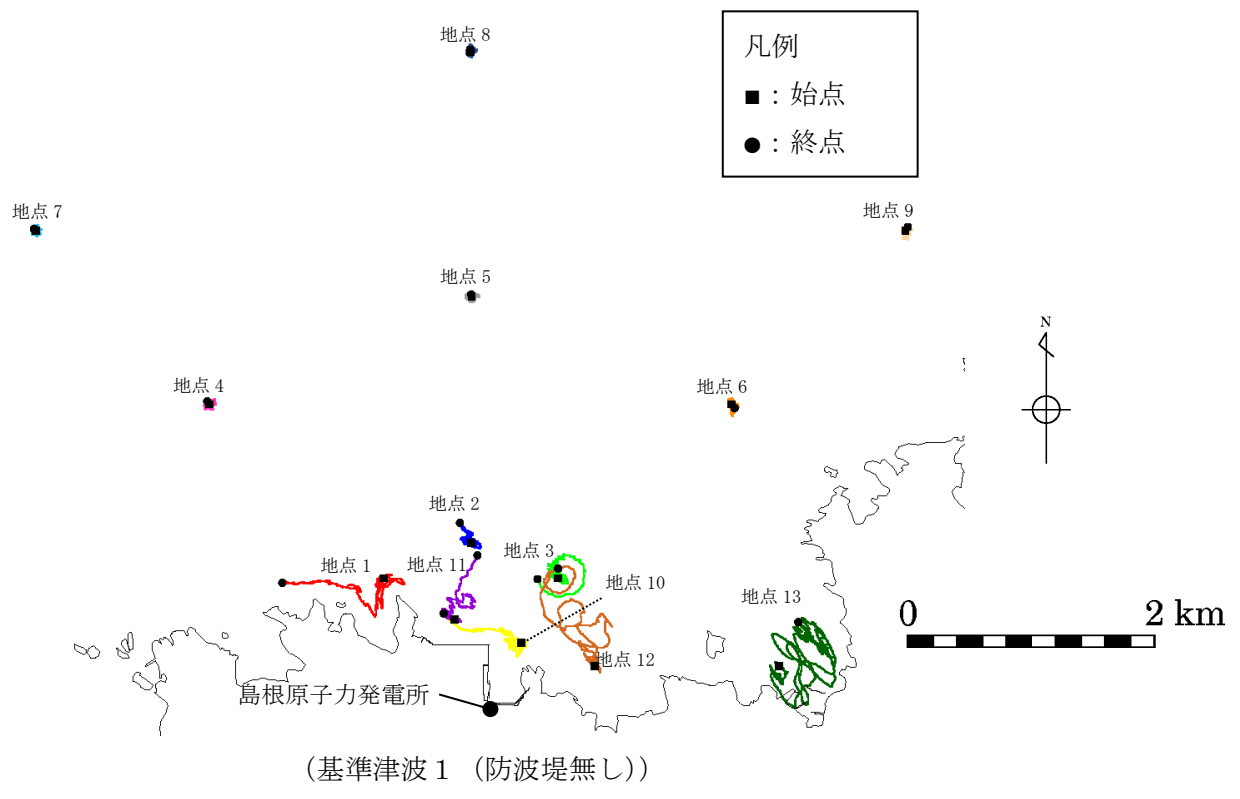 地点 8
凡例
■：始点
●：終点
地点 7
地点 9
地点 5
N
地点 4
地点 6
地点 2
地点 1
地点 11
地点 3
地点 10
地点 13
0
2 km
地点 12
島根原子力発電所
（基準津波１（防波堤無し））